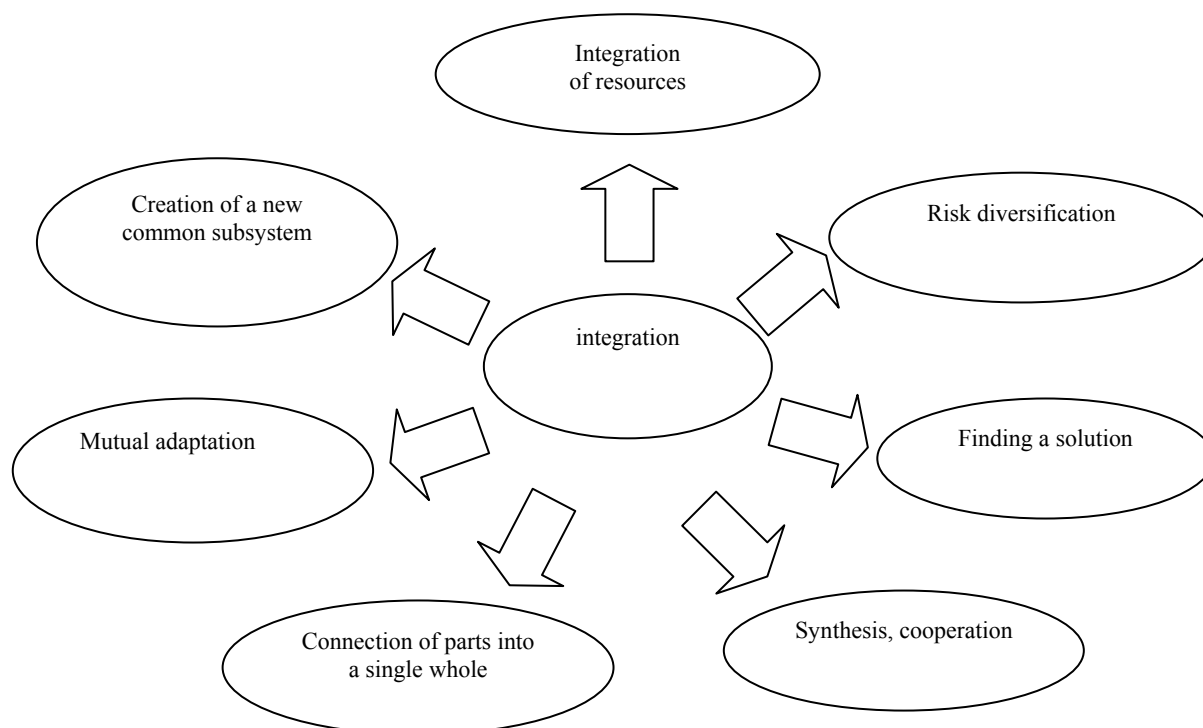 Integration
of resources
Creation of a new
common subsystem
Risk diversification
integration
Mutual adaptation
Finding a solution
Connection of parts into
a single whole
Synthesis, cooperation